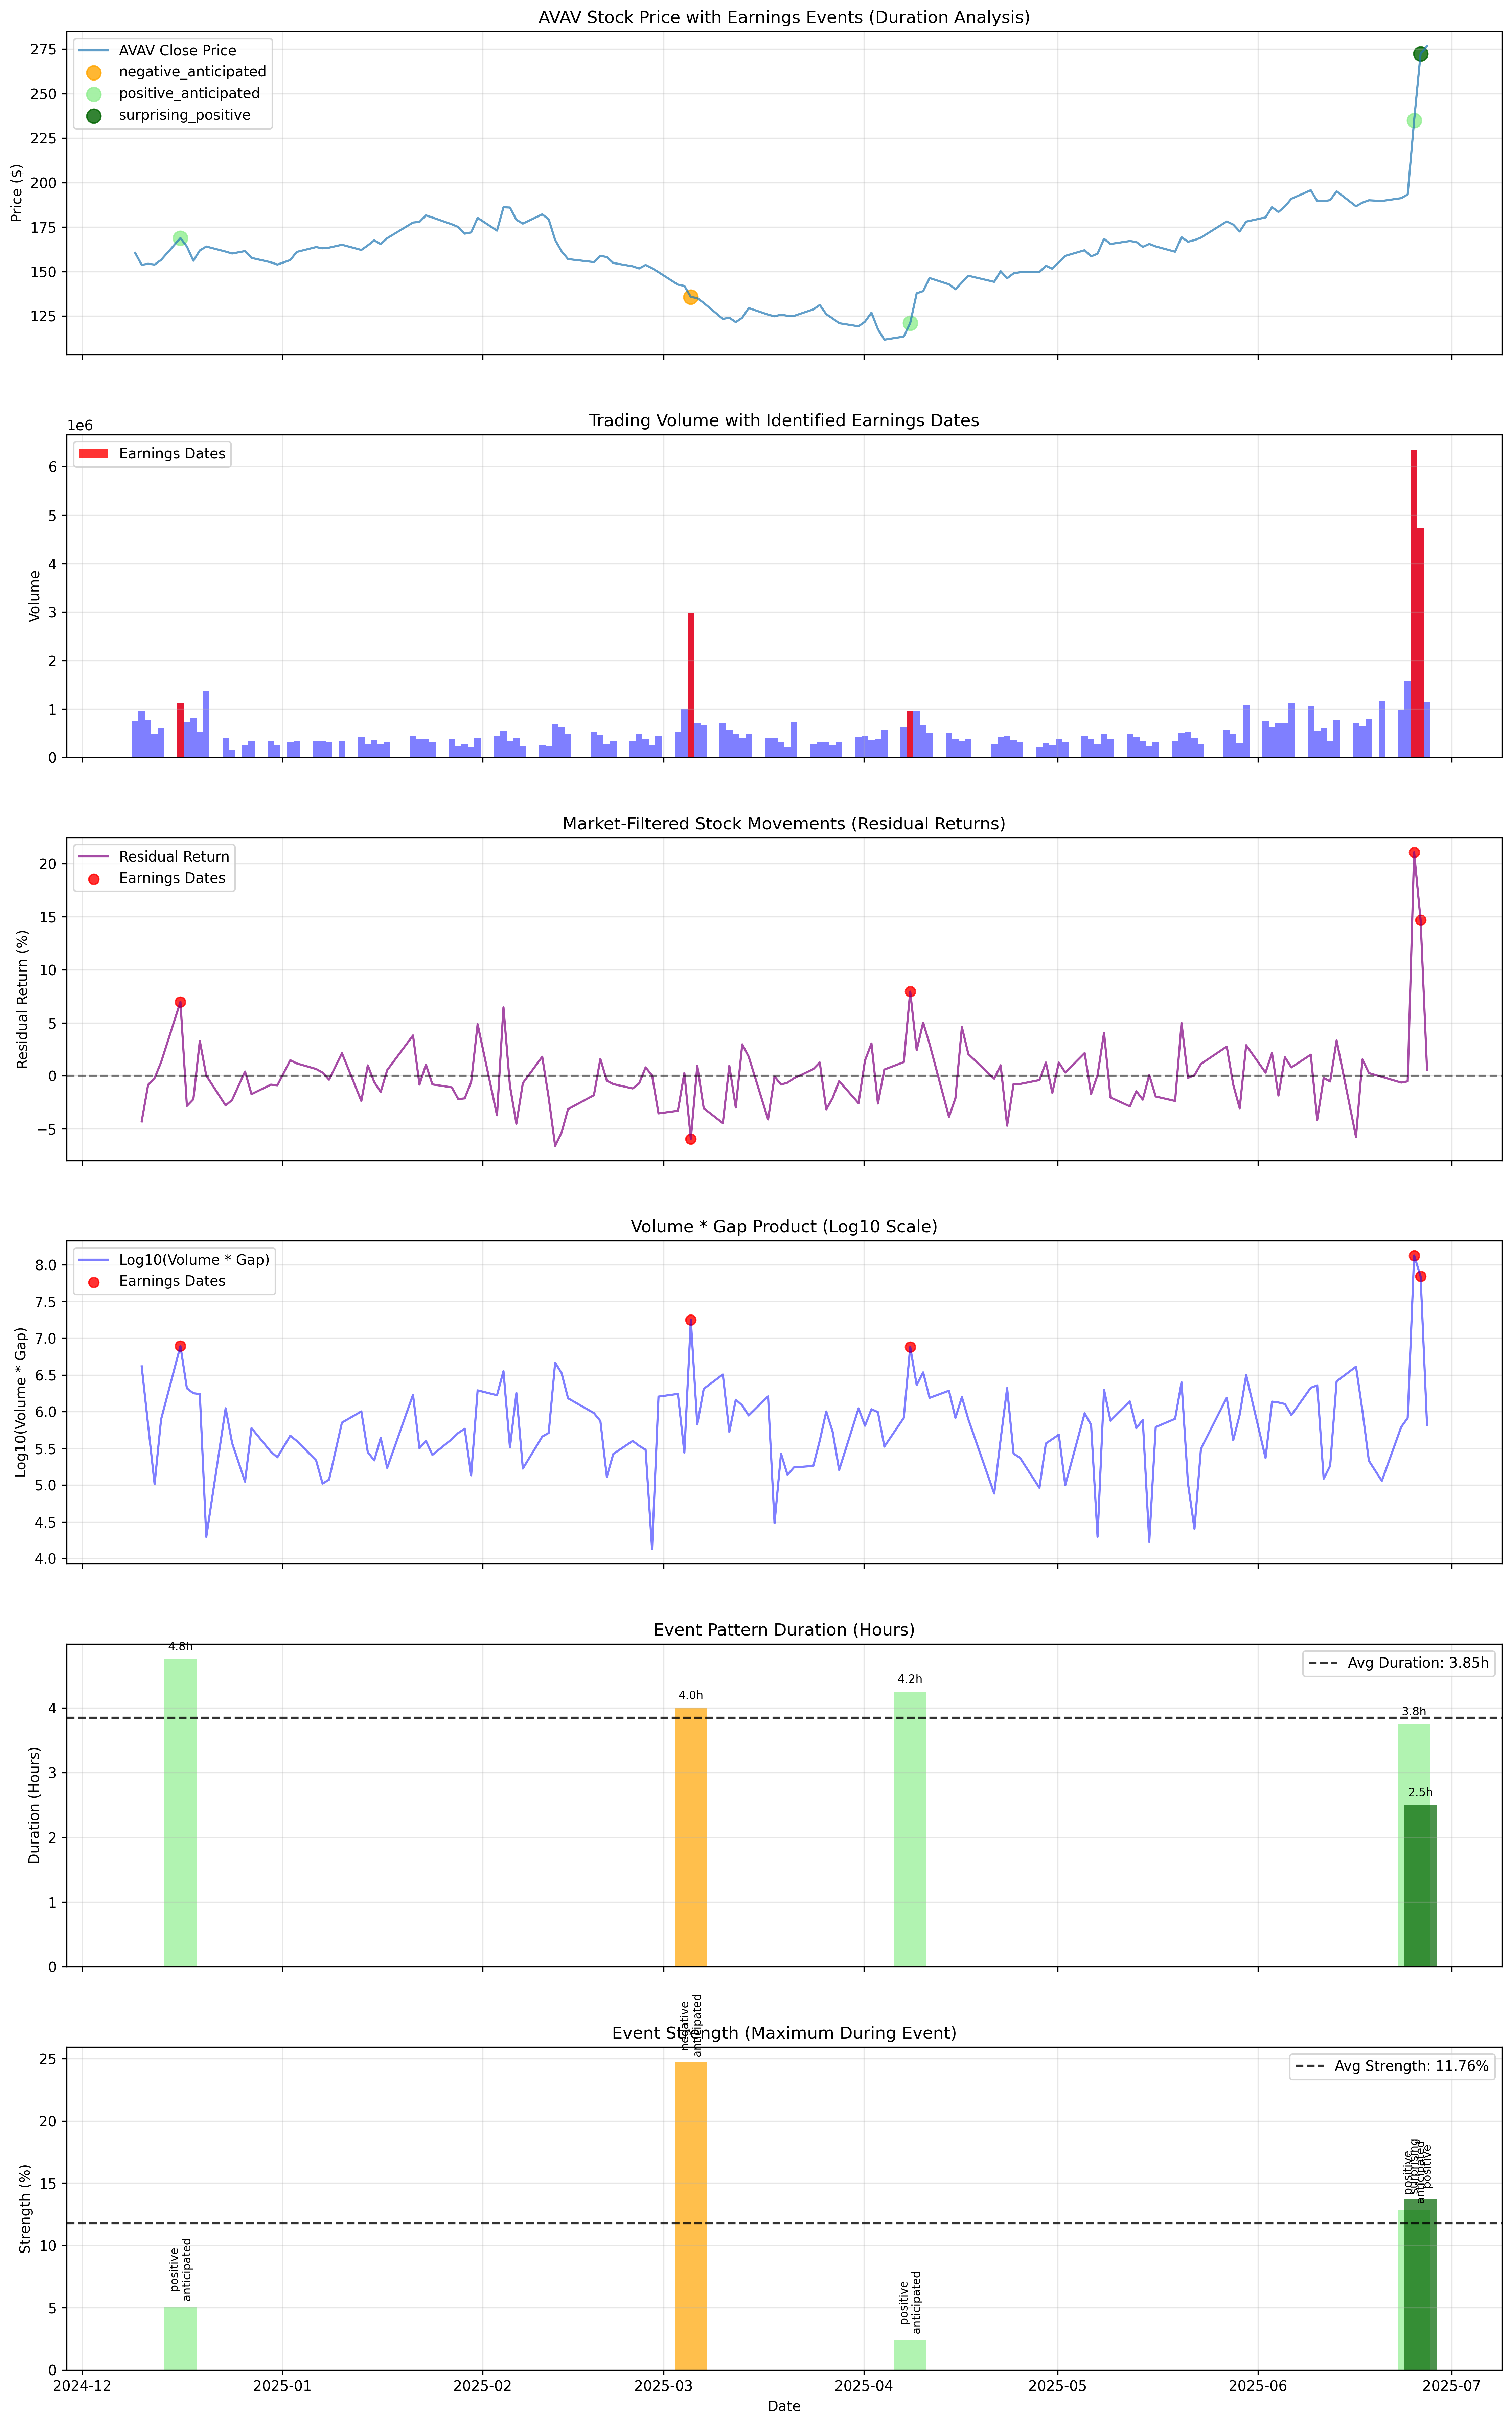 AVAV Stock Price with Earnings Events (Duration Analysis)
AVAV Close Price
negative_anticipated
positive_anticipated
surprising_positive
275
250
225
200
175
150
125
Price ($)
Trading Volume with Identified Earnings Dates
1e6
Earnings Dates
6
5
4
3
2
1
0
Volume
Market-Filtered Stock Movements (Residual Returns)
Residual Return
Earnings Dates
20
15
10
5
0
−5
Residual Return (%)
Volume * Gap Product (Log10 Scale)
Log10(Volume * Gap)
Earnings Dates
8.0
7.5
7.0
6.5
6.0
5.5
5.0
4.5
4.0
Log10(Volume * Gap)
Event Pattern Duration (Hours)
Avg Duration: 3.85h
4.8h
4.0h
4.2h
3.8h
2.5h
4
3
2
1
0
Duration (Hours)
Event Strength (Maximum During Event)
Avg Strength: 11.76%
negative
anticipated
positive
anticipated
positive
anticipated
positive
anticipated
surprising
positive
25
20
15
10
5
0
Strength (%)
2024-12
2025-01
2025-02
2025-03
2025-04
2025-05
2025-06
2025-07
Date